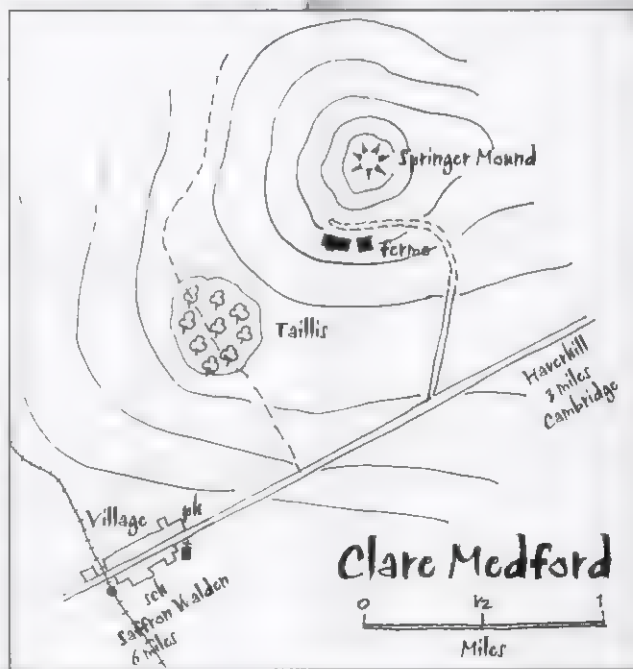 Springer Mound
ferme
Taillis
Haverhill
3 miles
Cambridge
Village
ph
sch
Saffron Walden
6 miles
Clare Medford
0 1/2 1
Miles